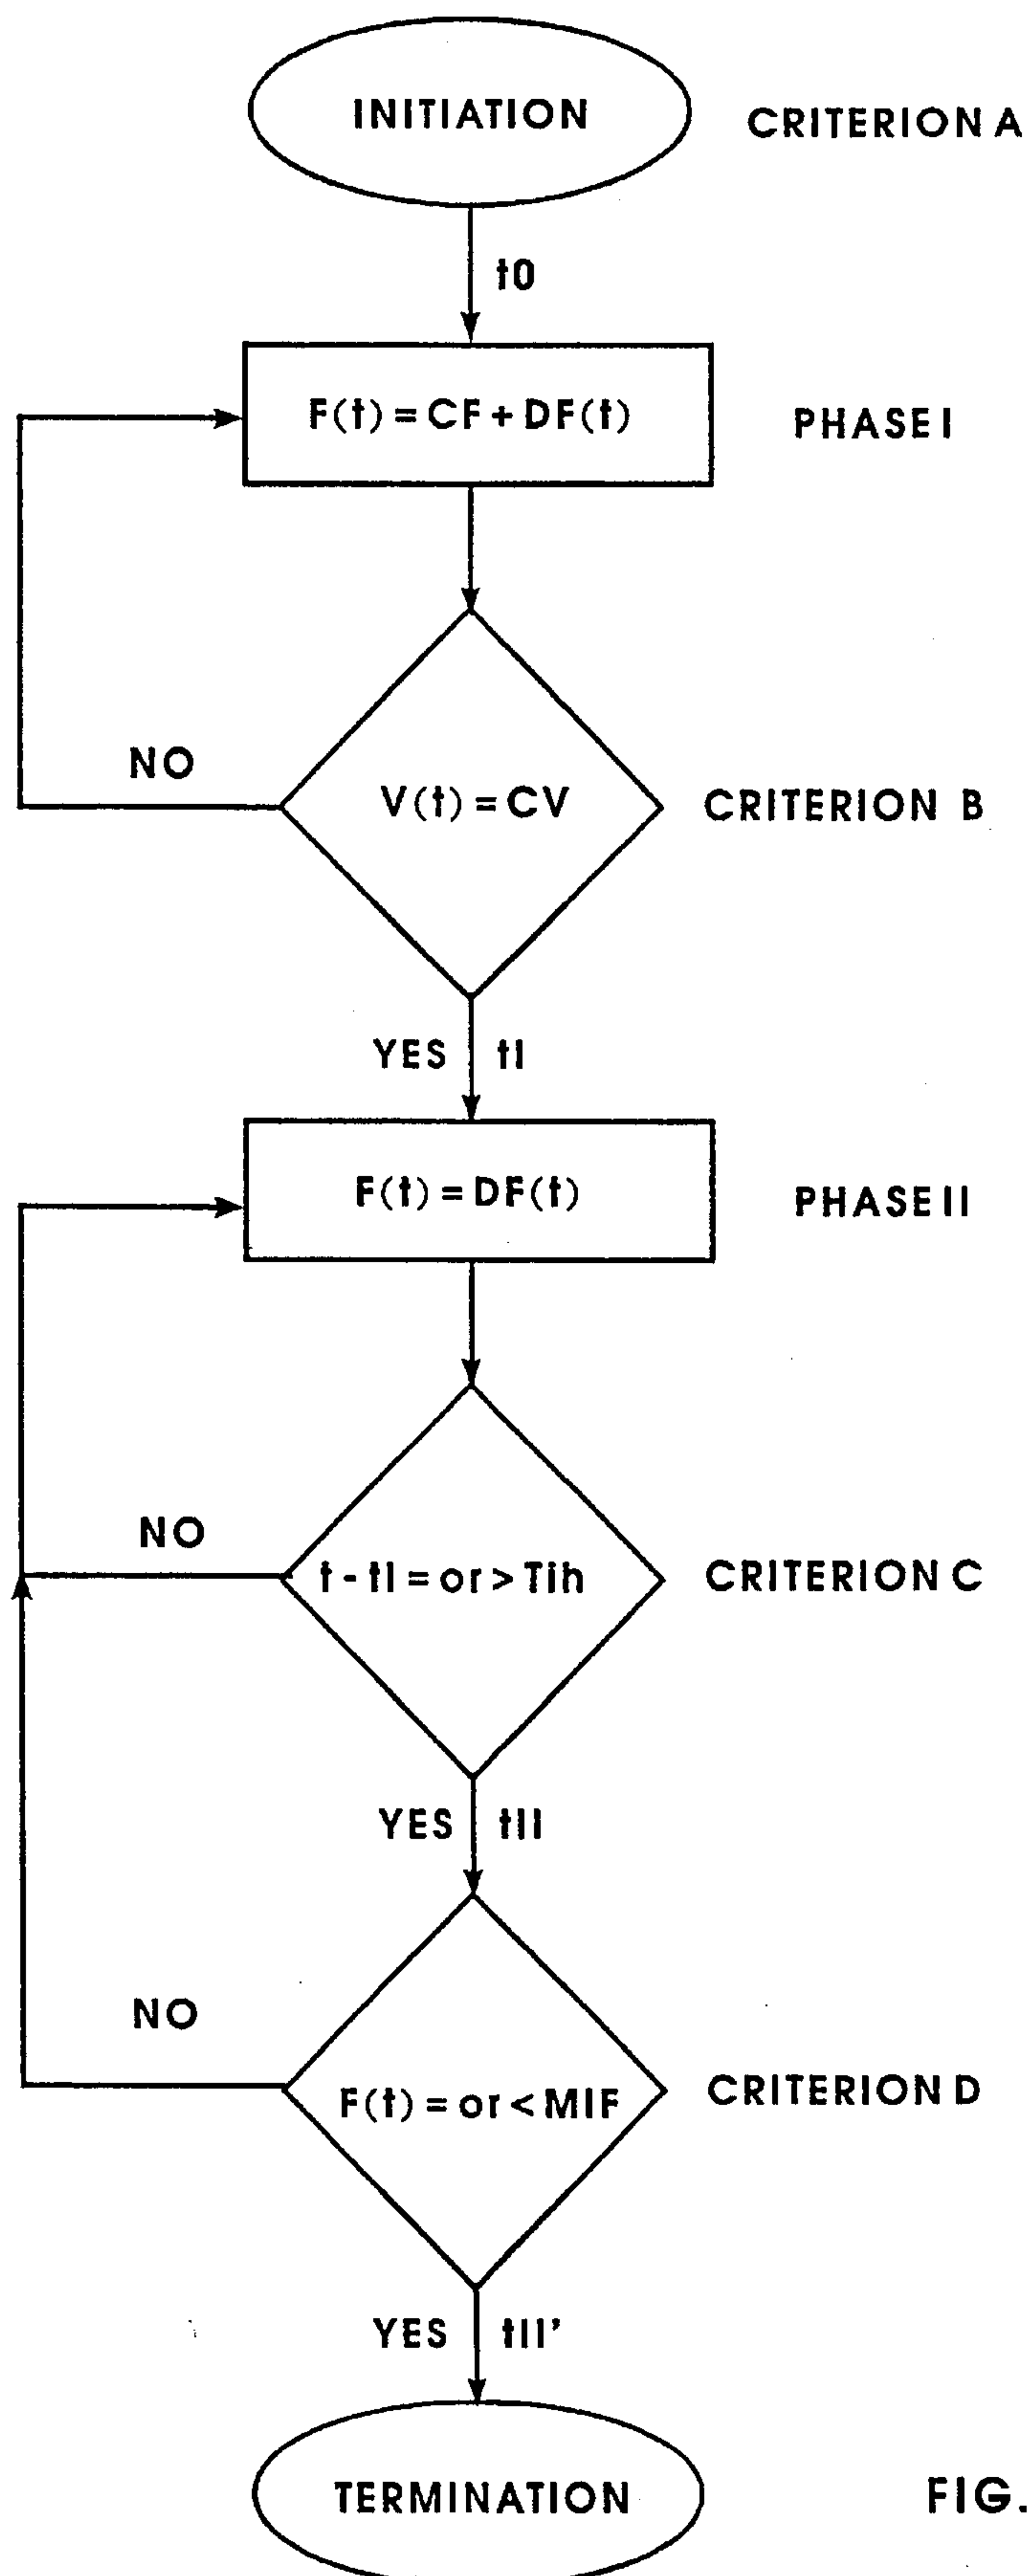 INITIATION
CRITERION A
t0
F(t) = CF + DF(t)
PHASE I
NO
V(t) = CV
CRITERION B
YES tI
F(t) = DF(t)
PHASE II
NO
t - tI = or > Tih
CRITERION C
YES tII
NO
F(t) = or < MIF
CRITERION D
YES tII'
TERMINATION
FIG.